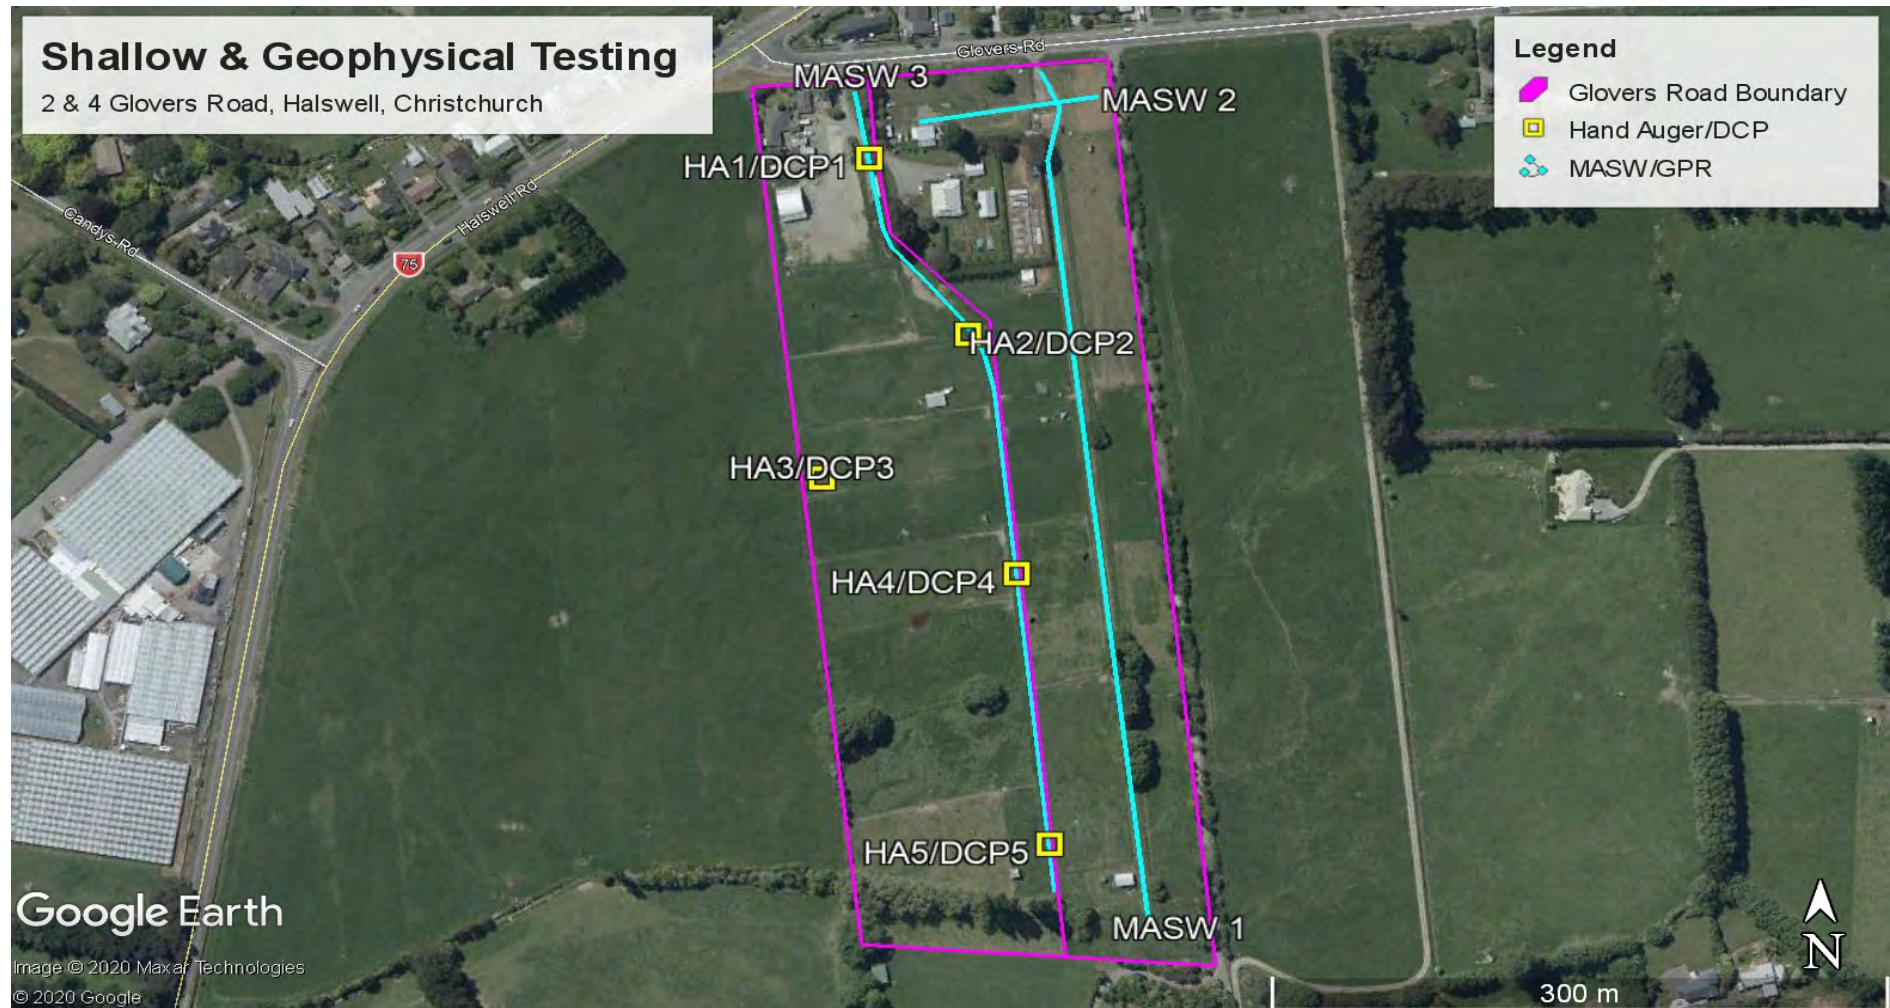 Shallow & Geophysical Testing
2 & 4 Glovers Road, Halswell, Christchurch
Legend
Glovers Road Boundary
Hand Auger/DCP
MASW/GPR
Glovers Rd
MASW 3
MASW 2
HA1/DCP1
Candys Rd
Halswell Rd
75
HA2/DCP2
HA3/DCP3
HA4/DCP4
HA5/DCP5
MASW 1
Google Earth
Image © 2020 Maxar Technologies
© 2020 Google
N
300 m